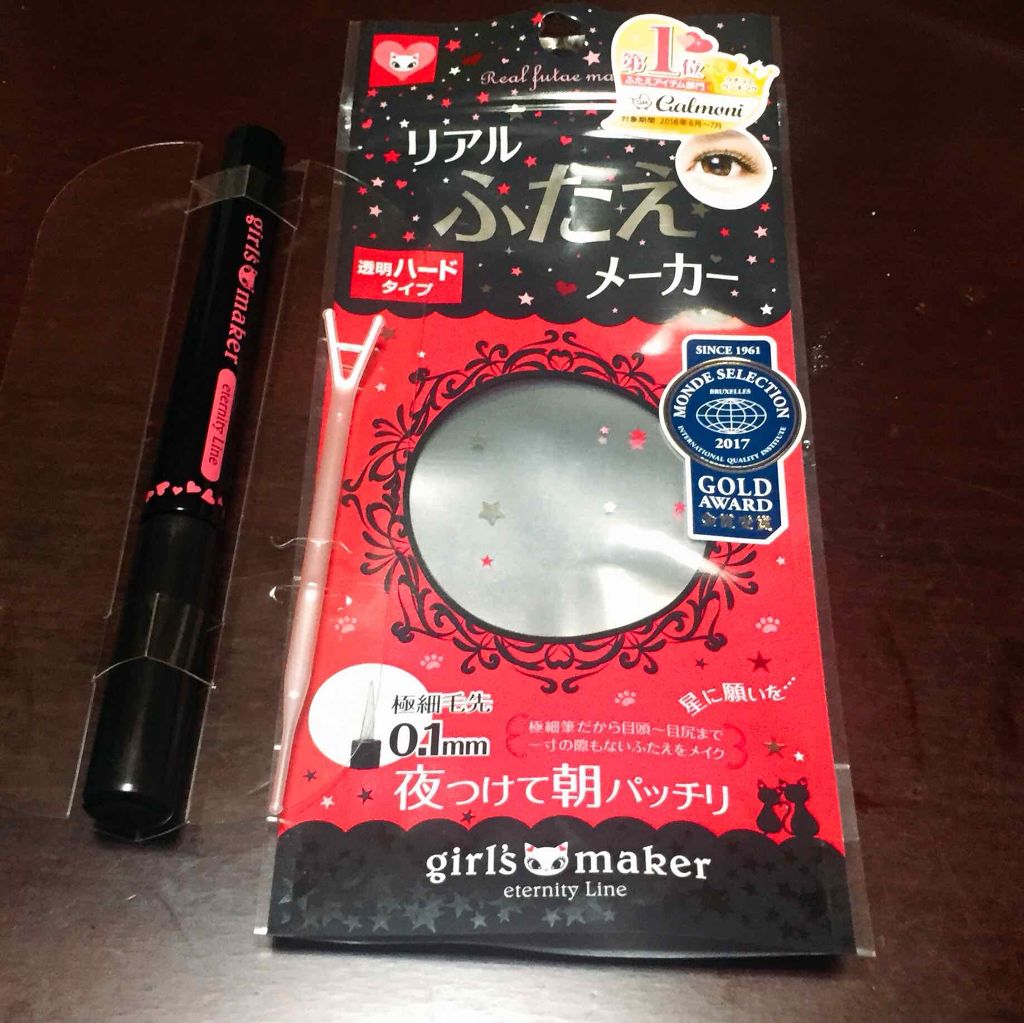 girl's maker
eternity Line
Real futae ma
第1位
ふたえアイテム部門
Calmoni
対象期間 2016年6月〜7月
リアル
ふたえ
メーカー
透明ハード
タイプ
SINCE 1961
MONDE SELECTION
BRUXELLES
2017
INTERNATIONAL QUALITY INSTITUTE
GOLD
AWARD
金賞受賞
極細毛先
0.1mm
星に願いを…
極細筆だから目頭〜目尻まで
一寸の隙もないふたえをメイク
夜つけて朝パッチリ
girl's maker
eternity Line